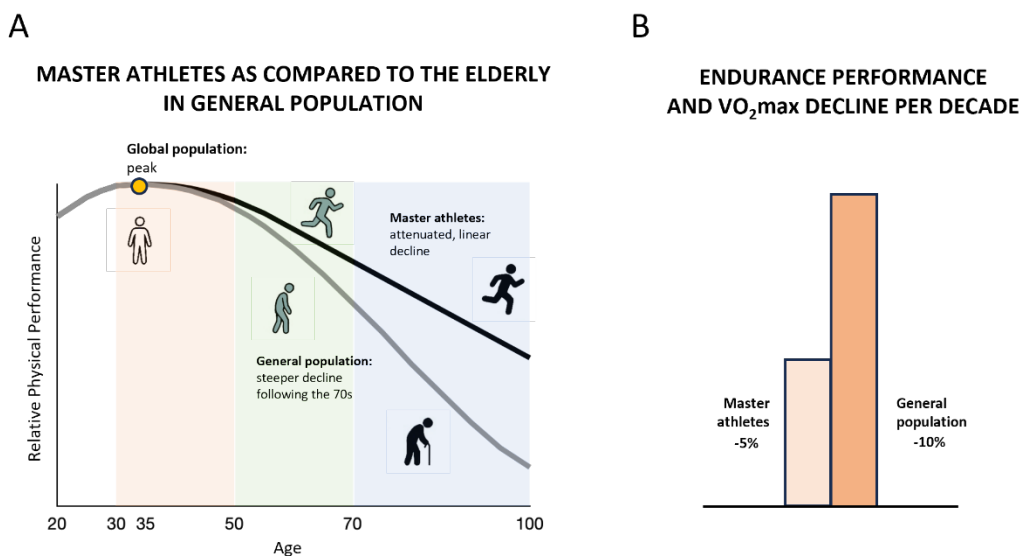 A
MASTER ATHLETES AS COMPARED TO THE ELDERLY
IN GENERAL POPULATION
Global population:
peak
Master athletes:
attenuated, linear
decline
General population:
steeper decline
following the 70s
Relative Physical Performance
20 30 35 50 70 100
Age
B
ENDURANCE PERFORMANCE
AND VO₂max DECLINE PER DECADE
Master
athletes
-5%
General
population
-10%